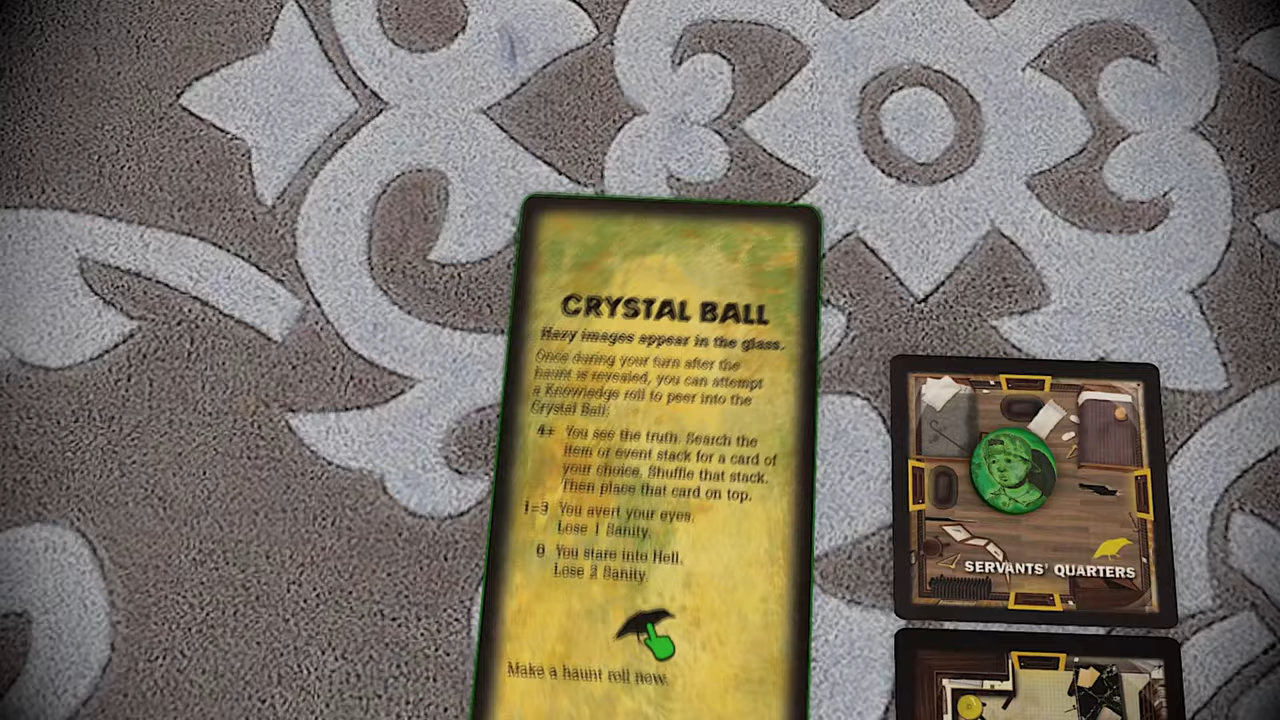 CRYSTAL BALL
Hazy images appear in the glass.
Once during your turn after the
haunt is revealed, you can attempt
a Knowledge roll to peer into the
Crystal Ball:
4+ You see the truth. Search the
item or event stack for a card of
your choice. Shuffle that stack.
Then place that card on top.
1-3 You avert your eyes.
Lose 1 Sanity.
0 You stare into Hell.
Lose 2 Sanity.
Make a haunt roll now.
SERVANTS' QUARTERS